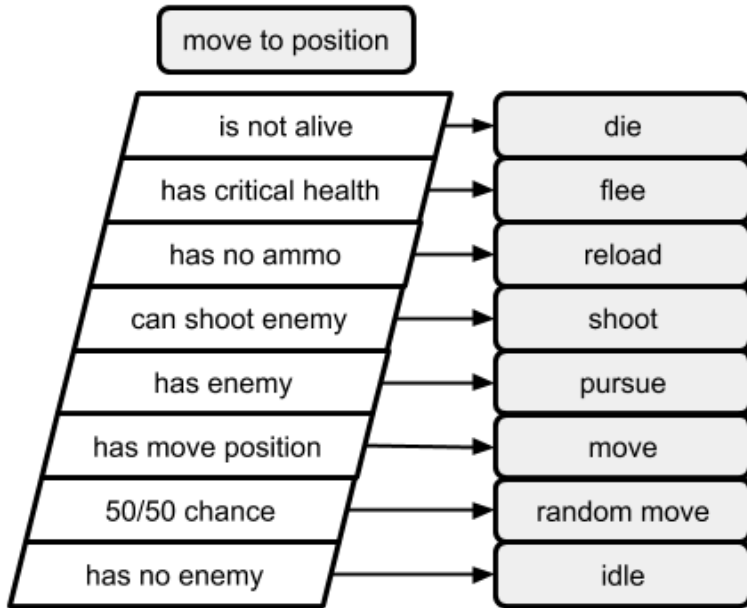 move to position
is not alive
die
has critical health
flee
has no ammo
reload
can shoot enemy
shoot
has enemy
pursue
has move position
move
50/50 chance
random move
has no enemy
idle